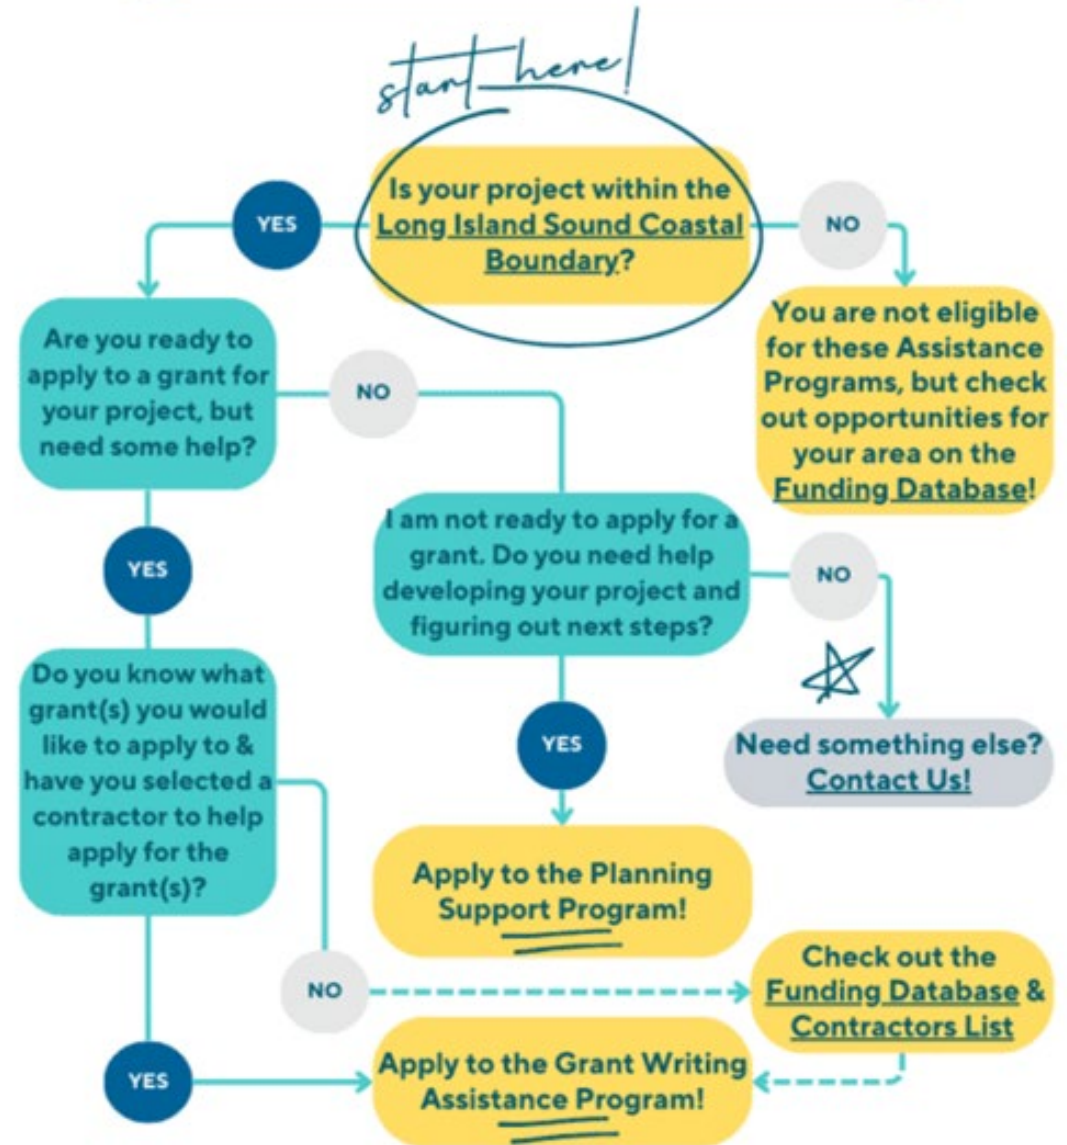 start here!
Is your project within the
Long Island Sound Coastal
Boundary?
YES
NO
Are you ready to
apply to a grant for
your project, but
need some help?
NO
You are not eligible
for these Assistance
Programs, but check
out opportunities for
your area on the
Funding Database!
YES
I am not ready to apply for a
grant. Do you need help
developing your project and
figuring out next steps?
NO
Do you know what
grant(s) you would
like to apply to &
have you selected a
contractor to help
apply for the
grant(s)?
YES
Need something else?
Contact Us!
Apply to the Planning
Support Program!
NO
Check out the
Funding Database &
Contractors List
YES
Apply to the Grant Writing
Assistance Program!